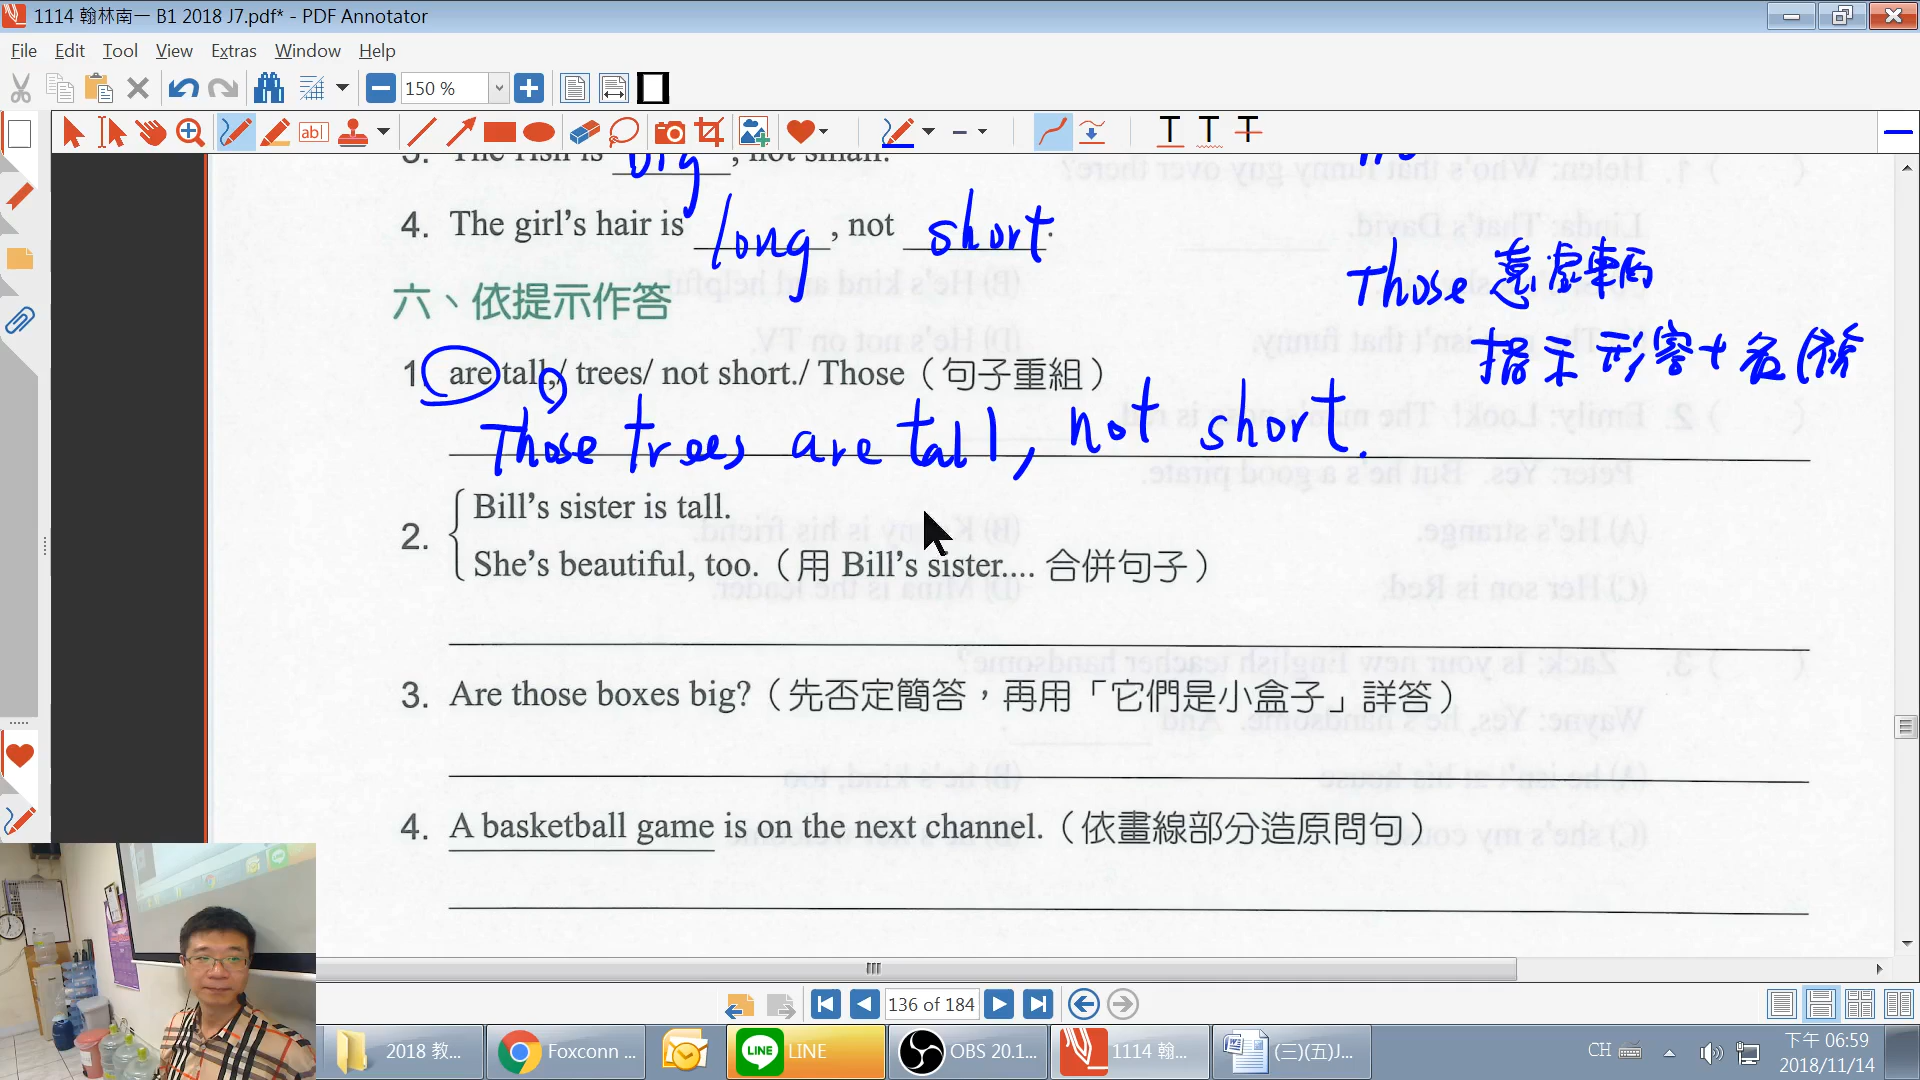 1114 翰林南一 B1 2018 J7.pdf* - PDF Annotator
File Edit Tool View Extras Window Help
150 %
big, not small.
4. The girl's hair is long, not short.
Those
六、依提示作答
指示形容+名
1. are tall,/ trees/ not short./ Those（句子重組）
Those trees are tall, not short.
2. Bill's sister is tall.
She's beautiful, too.（用 Bill's sister.... 合併句子）
3. Are those boxes big?（先否定簡答，再用「它們是小盒子」詳答）
4. A basketball game is on the next channel.（依畫線部分造原問句）
136 of 184
2018 教...
Foxconn ...
LINE
OBS 20.1...
1114 翰...
(三)(五)J...
CH
下午 06:59
2018/11/14